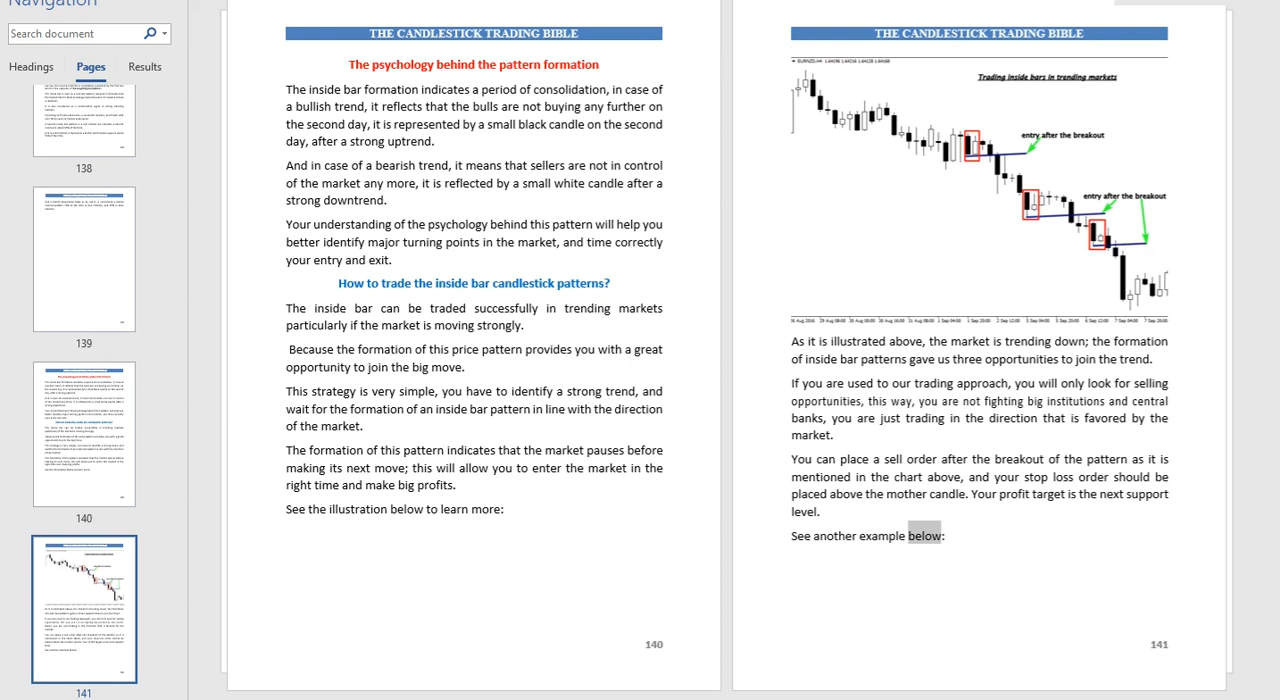 Navigation
Search document
Headings Pages Results
138
139
140
141
THE CANDLESTICK TRADING BIBLE
The psychology behind the pattern formation
The inside bar formation indicates a period of consolidation, in case of
a bullish trend, it reflects that the bulls are not buying any further on
the second day, it is represented by a small black candle on the second
day, after a strong uptrend.
And in case of a bearish trend, it means that sellers are not in control
of the market any more, it is reflected by a small white candle after a
strong downtrend.
Your understanding of the psychology behind this pattern will help you
better identify major turning points in the market, and time correctly
your entry and exit.
How to trade the inside bar candlestick patterns?
The inside bar can be traded successfully in trending markets
particularly if the market is moving strongly.
Because the formation of this price pattern provides you with a great
opportunity to join the big move.
This strategy is very simple, you have to identify a strong trend, and
wait for the formation of an inside bar pattern in line with the direction
of the market.
The formation of this pattern indicates that the market pauses before
making its next move; this will allow you to enter the market in the
right time and make big profits.
See the illustration below to learn more:
140
THE CANDLESTICK TRADING BIBLE
Trading inside bars in trending markets
entry after the breakout
entry after the breakout
As it is illustrated above, the market is trending down; the formation
of inside bar patterns gave us three opportunities to join the trend.
If you are used to our trading approach, you will only look for selling
opportunities, this way, you are not fighting big institutions and central
banks, you are just trading in the direction that is favored by the
market.
You can place a sell order after the breakout of the pattern as it is
mentioned in the chart above, and your stop loss order should be
placed above the mother candle. Your profit target is the next support
level.
See another example below:
141